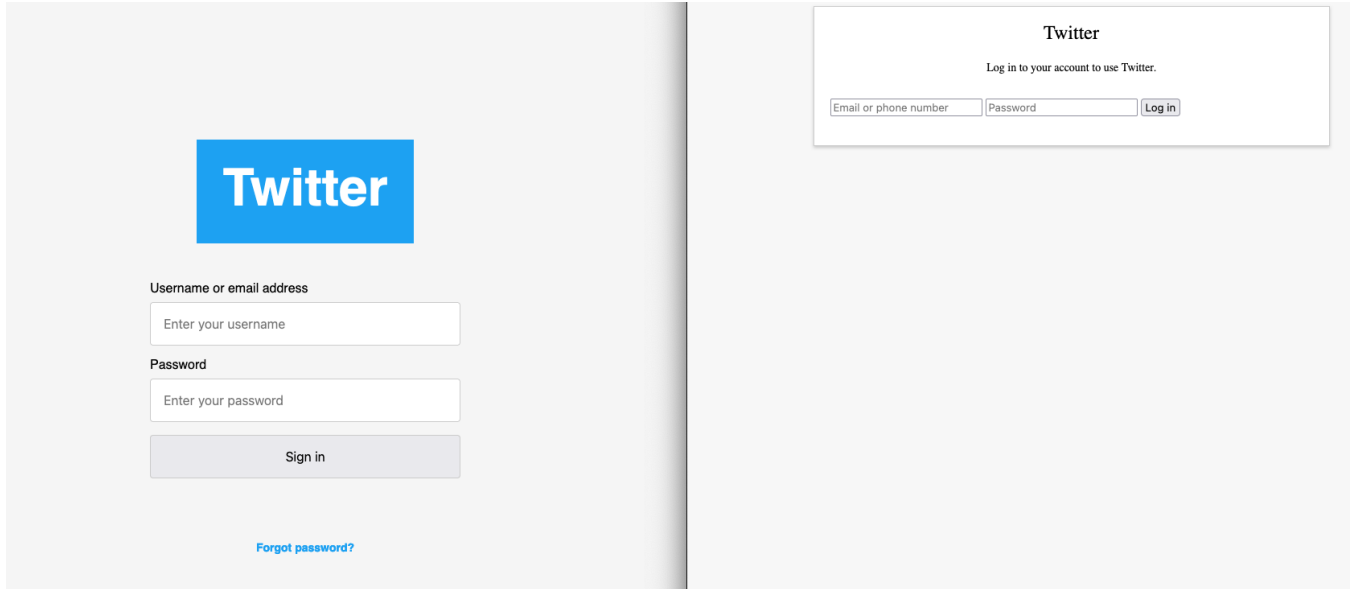 Twitter
Username or email address
Enter your username
Password
Enter your password
Sign in
Forgot password?
Twitter
Log in to your account to use Twitter.
Email or phone number Password Log in